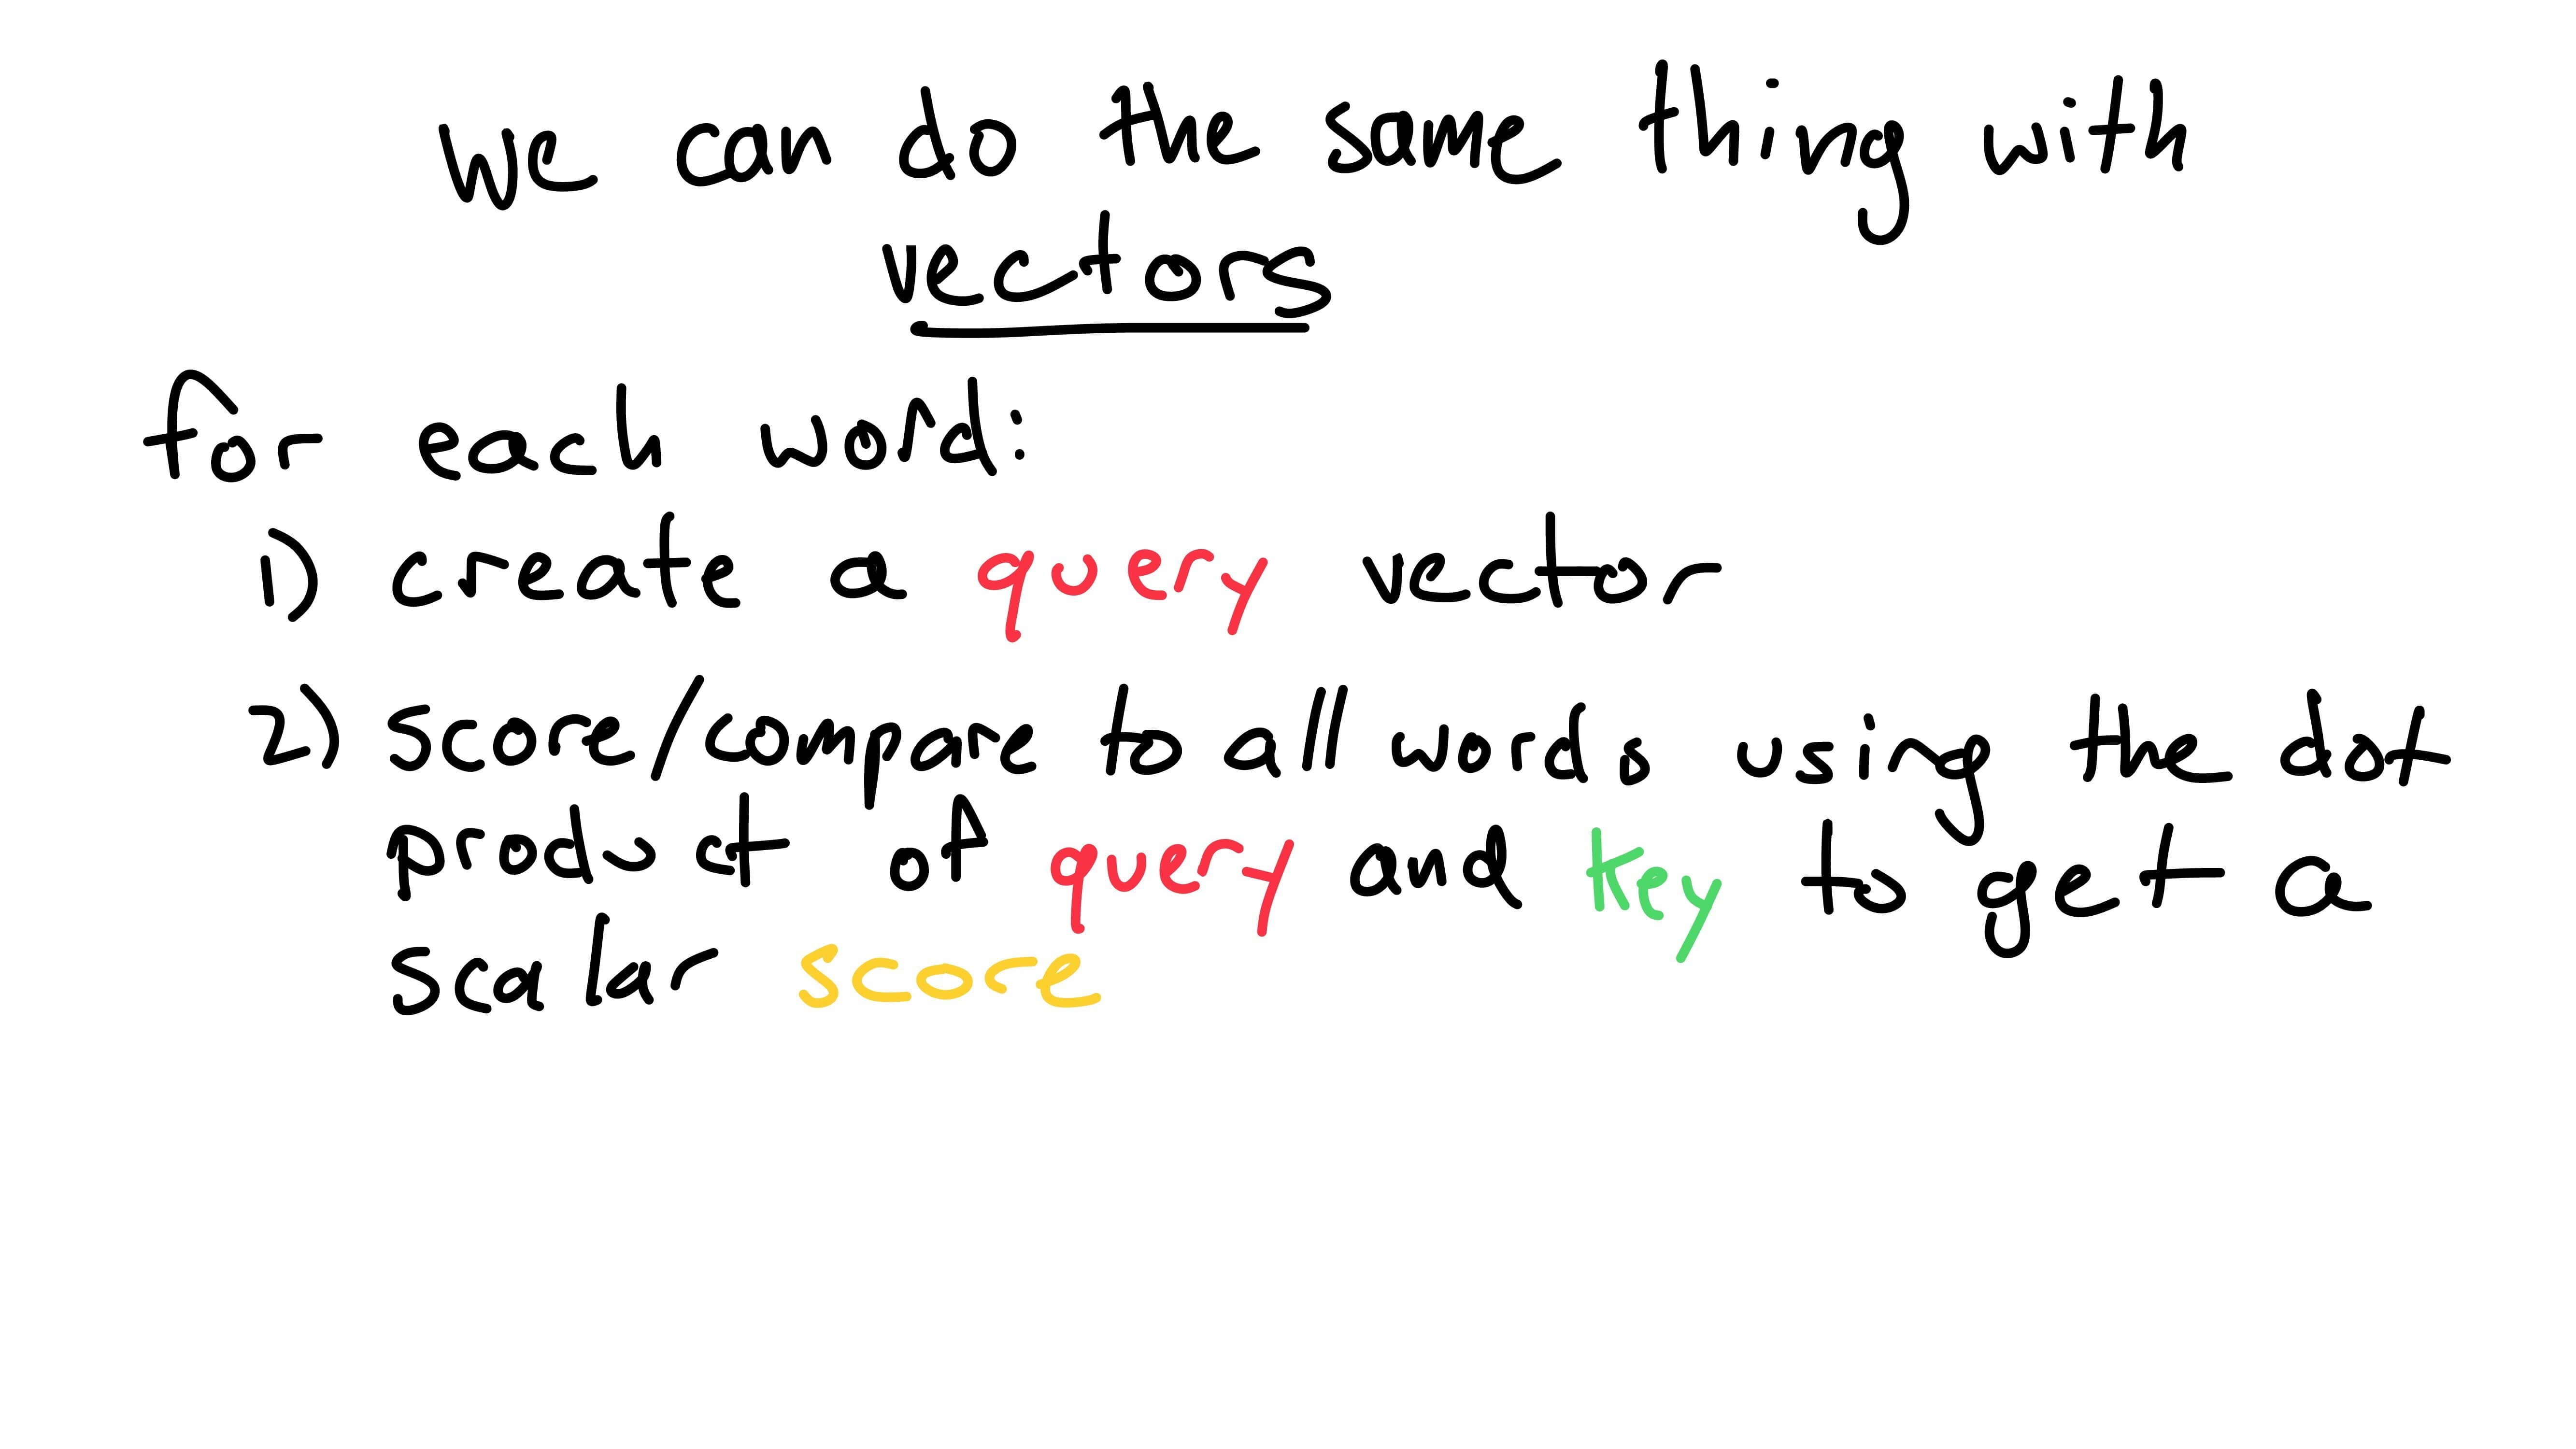 We can do the same thing with
vectors
for each word:
1) create a query vector
2) score/compare to all words using the dot
product of query and key to get a
scalar score